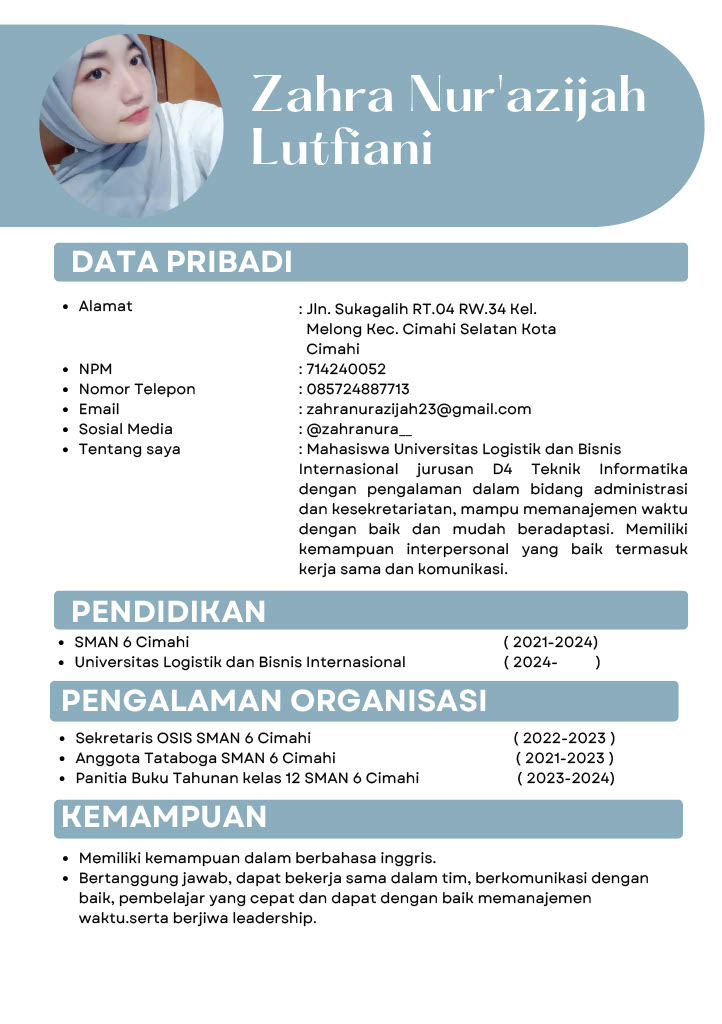 Zahra Nur'azijah
Lutfiani
DATA PRIBADI
• Alamat : Jln. Sukagalih RT.04 RW.34 Kel.
Melong Kec. Cimahi Selatan Kota
Cimahi
• NPM : 714240052
• Nomor Telepon : 085724887713
• Email : zahranurazijah23@gmail.com
• Sosial Media : @zahranura__
• Tentang saya : Mahasiswa Universitas Logistik dan Bisnis
Internasional jurusan D4 Teknik Informatika
dengan pengalaman dalam bidang administrasi
dan kesekretariatan, mampu memanajemen waktu
dengan baik dan mudah beradaptasi. Memiliki
kemampuan interpersonal yang baik termasuk
kerja sama dan komunikasi.
PENDIDIKAN
• SMAN 6 Cimahi ( 2021-2024)
• Universitas Logistik dan Bisnis Internasional ( 2024- )
PENGALAMAN ORGANISASI
• Sekretaris OSIS SMAN 6 Cimahi ( 2022-2023 )
• Anggota Tataboga SMAN 6 Cimahi ( 2021-2023 )
• Panitia Buku Tahunan kelas 12 SMAN 6 Cimahi ( 2023-2024)
KEMAMPUAN
• Memiliki kemampuan dalam berbahasa inggris.
• Bertanggung jawab, dapat bekerja sama dalam tim, berkomunikasi dengan
baik, pembelajar yang cepat dan dapat dengan baik memanajemen
waktu.serta berjiwa leadership.